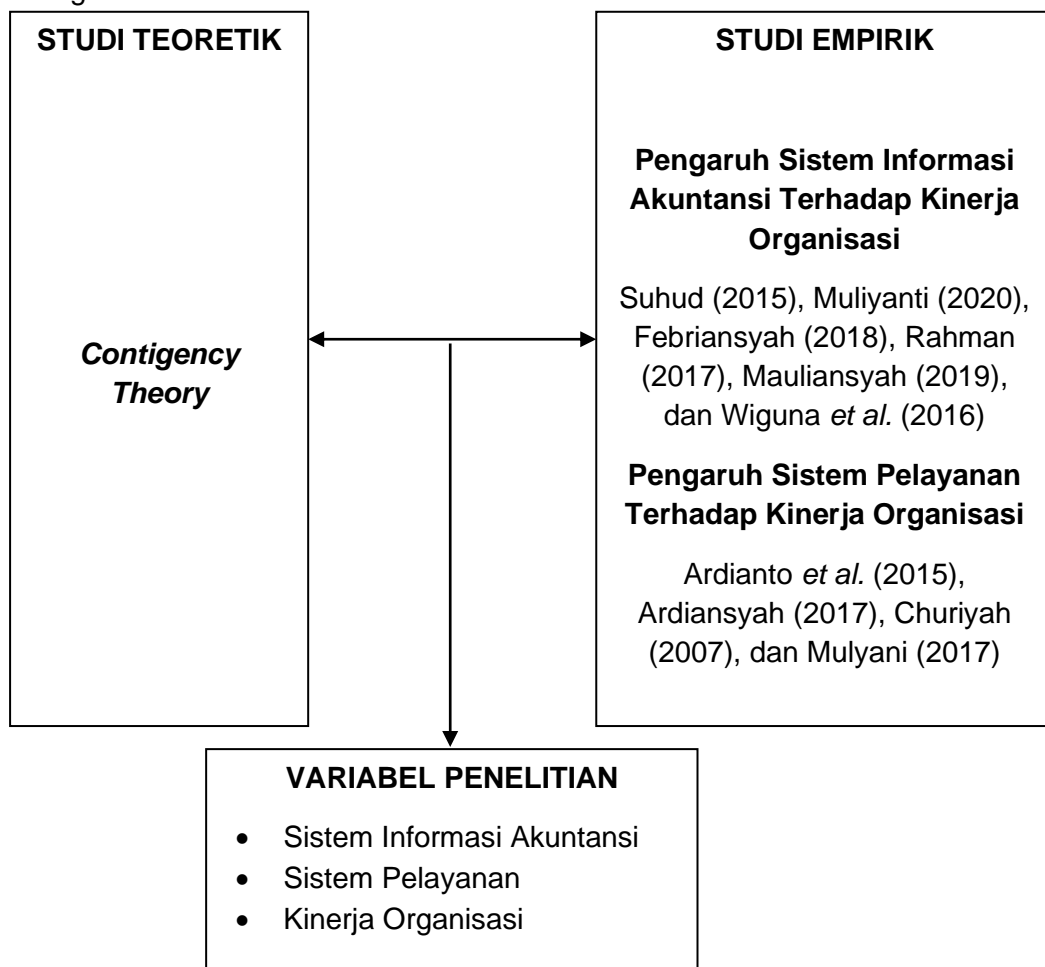 STUDI TEORETIK
Contigency
Theory
STUDI EMPIRIK
Pengaruh Sistem Informasi
Akuntansi Terhadap Kinerja
Organisasi
Suhud (2015), Muliyanti (2020),
Febriansyah (2018), Rahman
(2017), Mauliansyah (2019),
dan Wiguna et al. (2016)
Pengaruh Sistem Pelayanan
Terhadap Kinerja Organisasi
Ardianto et al. (2015),
Ardiansyah (2017), Churiyah
(2007), dan Mulyani (2017)
VARIABEL PENELITIAN
• Sistem Informasi Akuntansi
• Sistem Pelayanan
• Kinerja Organisasi